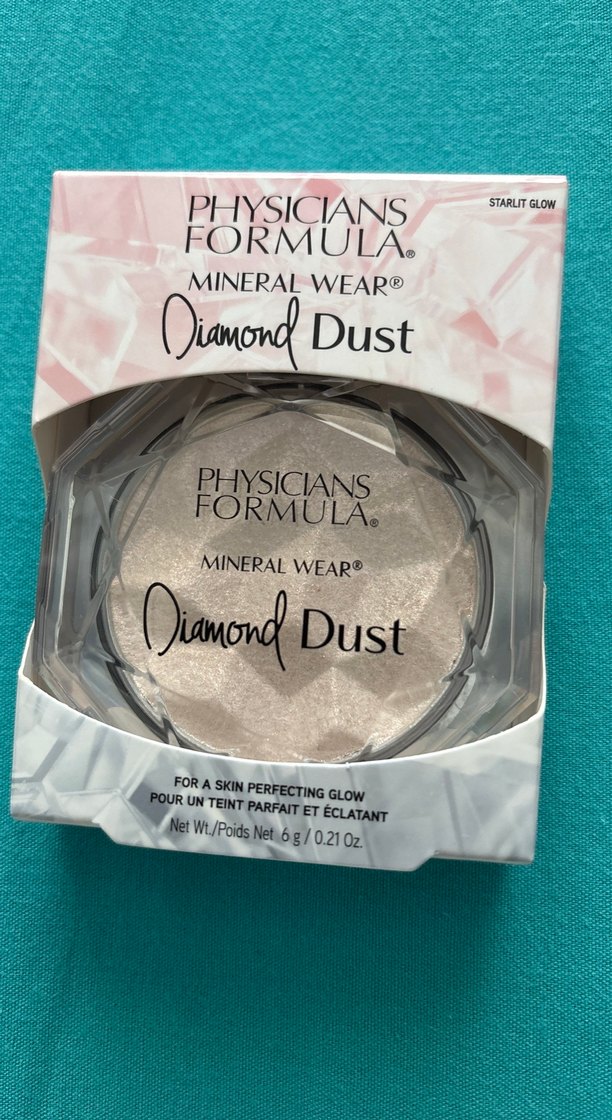 STARLIT GLOW
PHYSICIANS
FORMULA®
MINERAL WEAR®
Diamond Dust
PHYSICIANS
FORMULA®
MINERAL WEAR®
Diamond Dust
FOR A SKIN PERFECTING GLOW
POUR UN TEINT PARFAIT ET ÉCLATANT
Net Wt./Poids Net 6 g / 0.21 Oz.